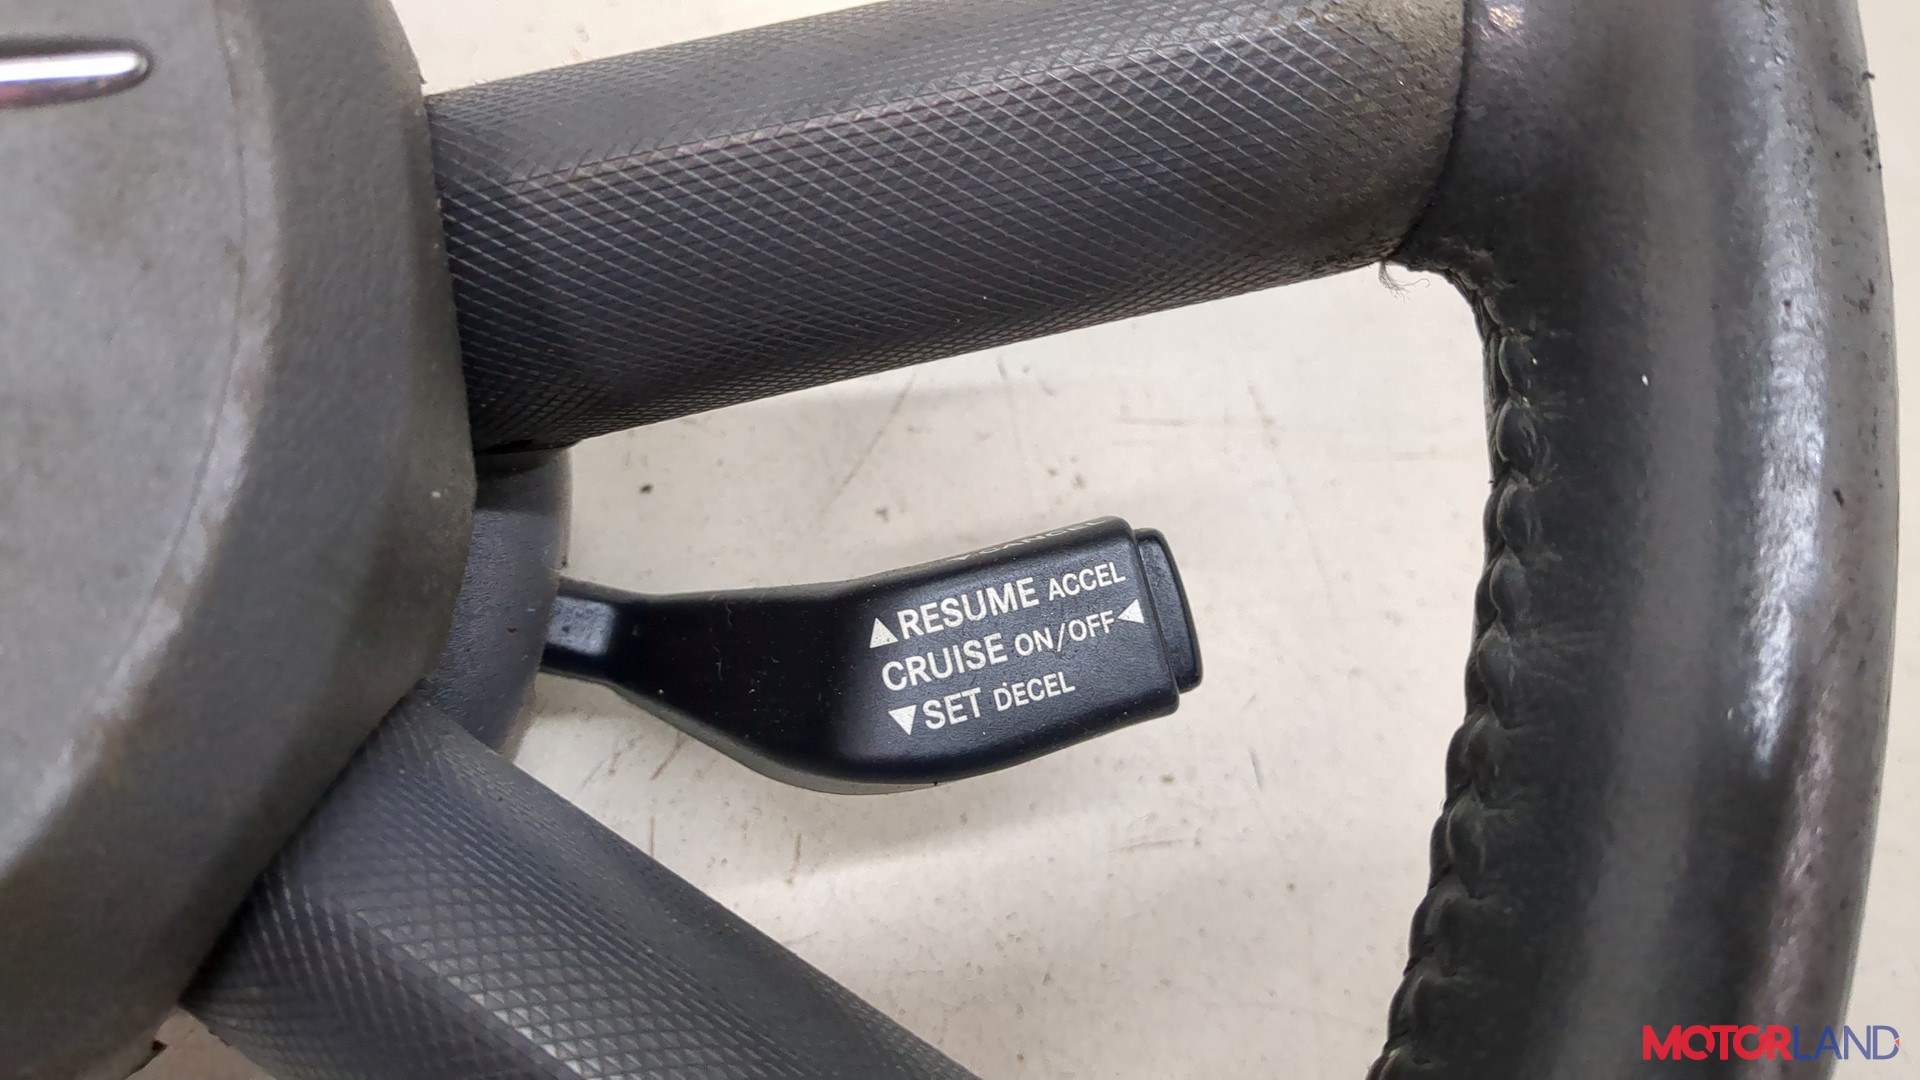 ▲RESUME ACCEL
CRUISE ON/OFF◀
▼SET DECEL
MOTORLAND